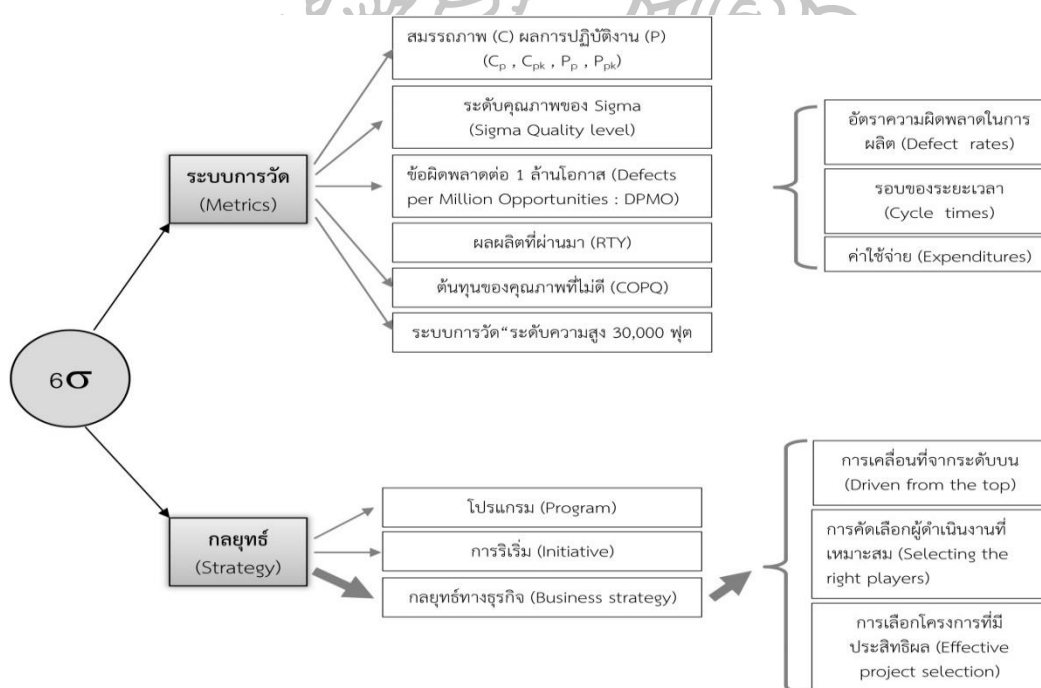 สมรรถภาพ (C) ผลการปฏิบัติงาน (P)
(Cp , Cpk , Pp , Ppk)
ระดับคุณภาพของ Sigma
(Sigma Quality level)
ข้อผิดพลาดต่อ 1 ล้านโอกาส (Defects
per Million Opportunities : DPMO)
ผลผลิตที่ผ่านมา (RTY)
ต้นทุนของคุณภาพที่ไม่ดี (COPQ)
ระบบการวัด“ระดับความสูง 30,000 ฟุต
ระบบการวัด
(Metrics)
อัตราความผิดพลาดในการ
ผลิต (Defect rates)
รอบของระยะเวลา
(Cycle times)
ค่าใช้จ่าย (Expenditures)
6σ
กลยุทธ์
(Strategy)
โปรแกรม (Program)
การริเริ่ม (Initiative)
กลยุทธ์ทางธุรกิจ (Business strategy)
การเคลื่อนที่จากระดับบน
(Driven from the top)
การคัดเลือกผู้ดำเนินงานที่
เหมาะสม (Selecting the
right players)
การเลือกโครงการที่มี
ประสิทธิผล (Effective
project selection)